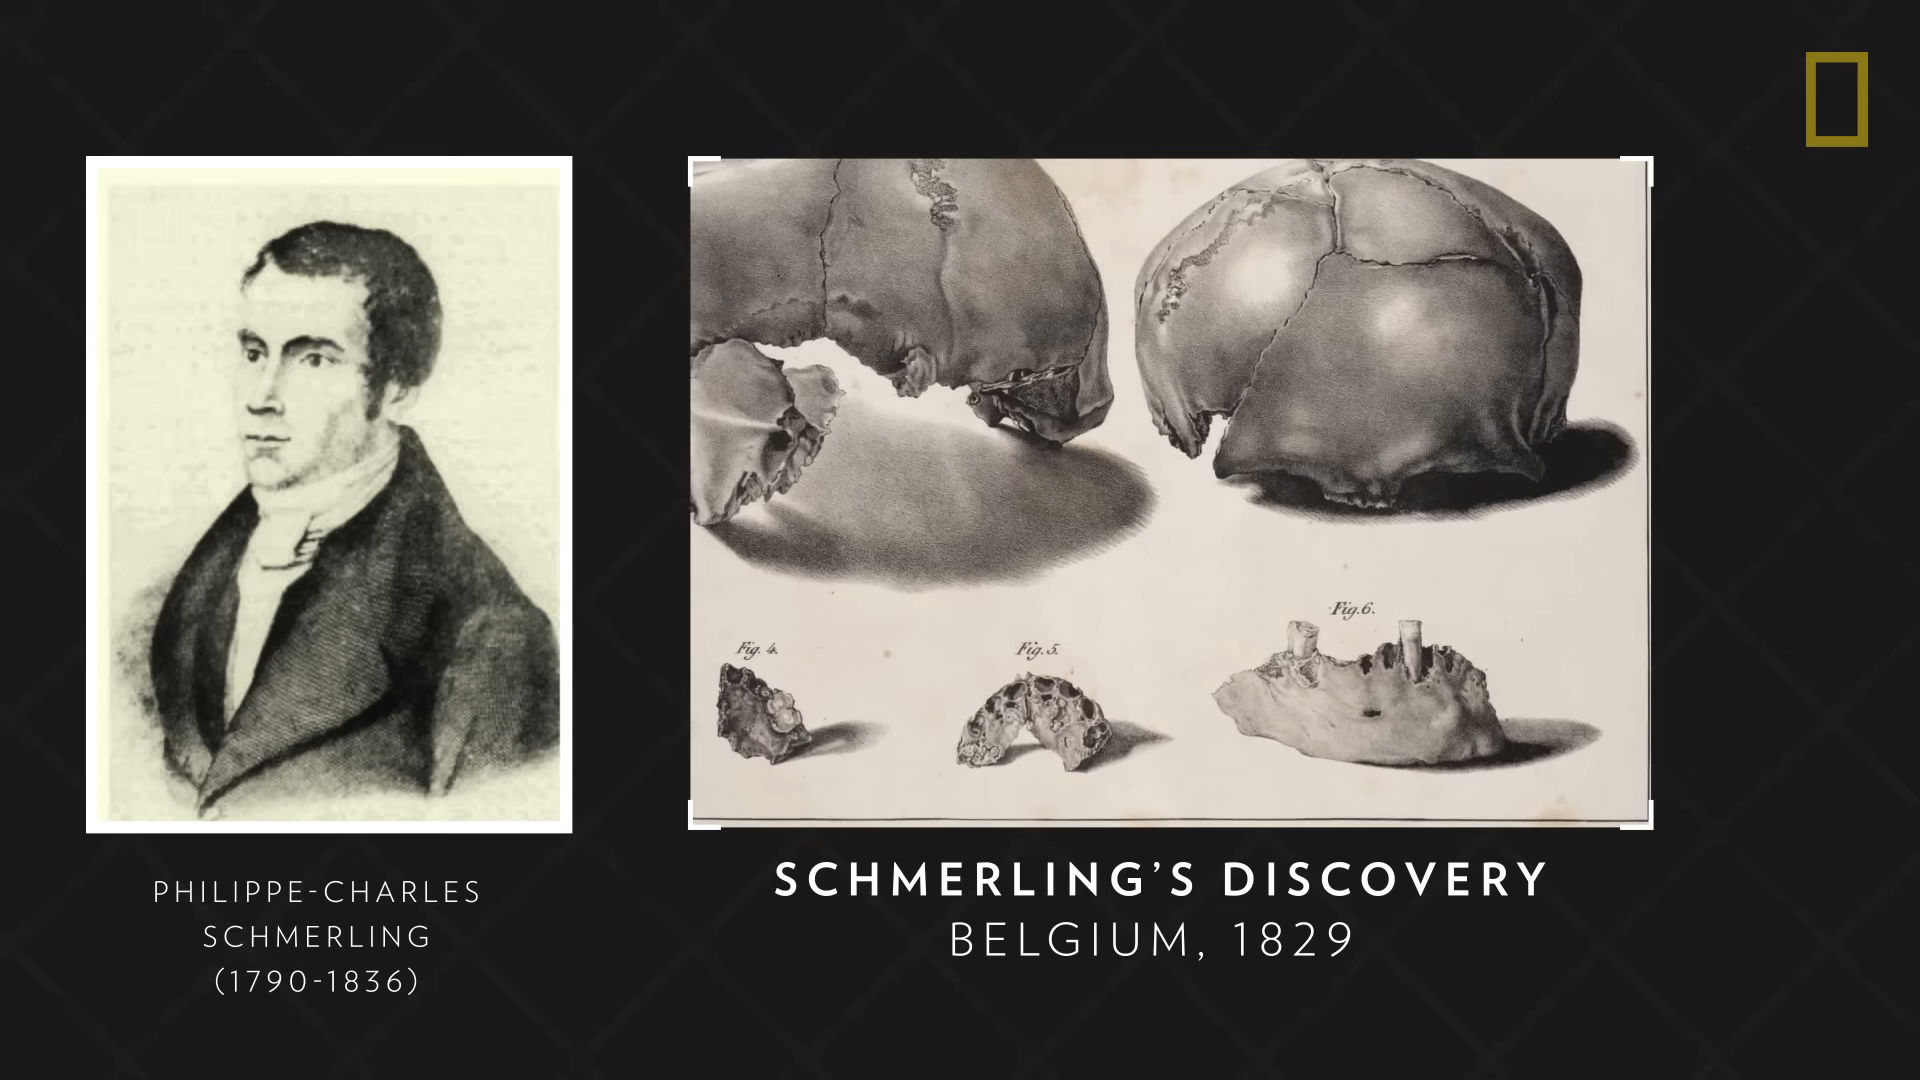 Fig. 4.
Fig. 5.
Fig. 6.
PHILIPPE-CHARLES
SCHMERLING
(1790-1836)
SCHMERLING’S DISCOVERY
BELGIUM, 1829